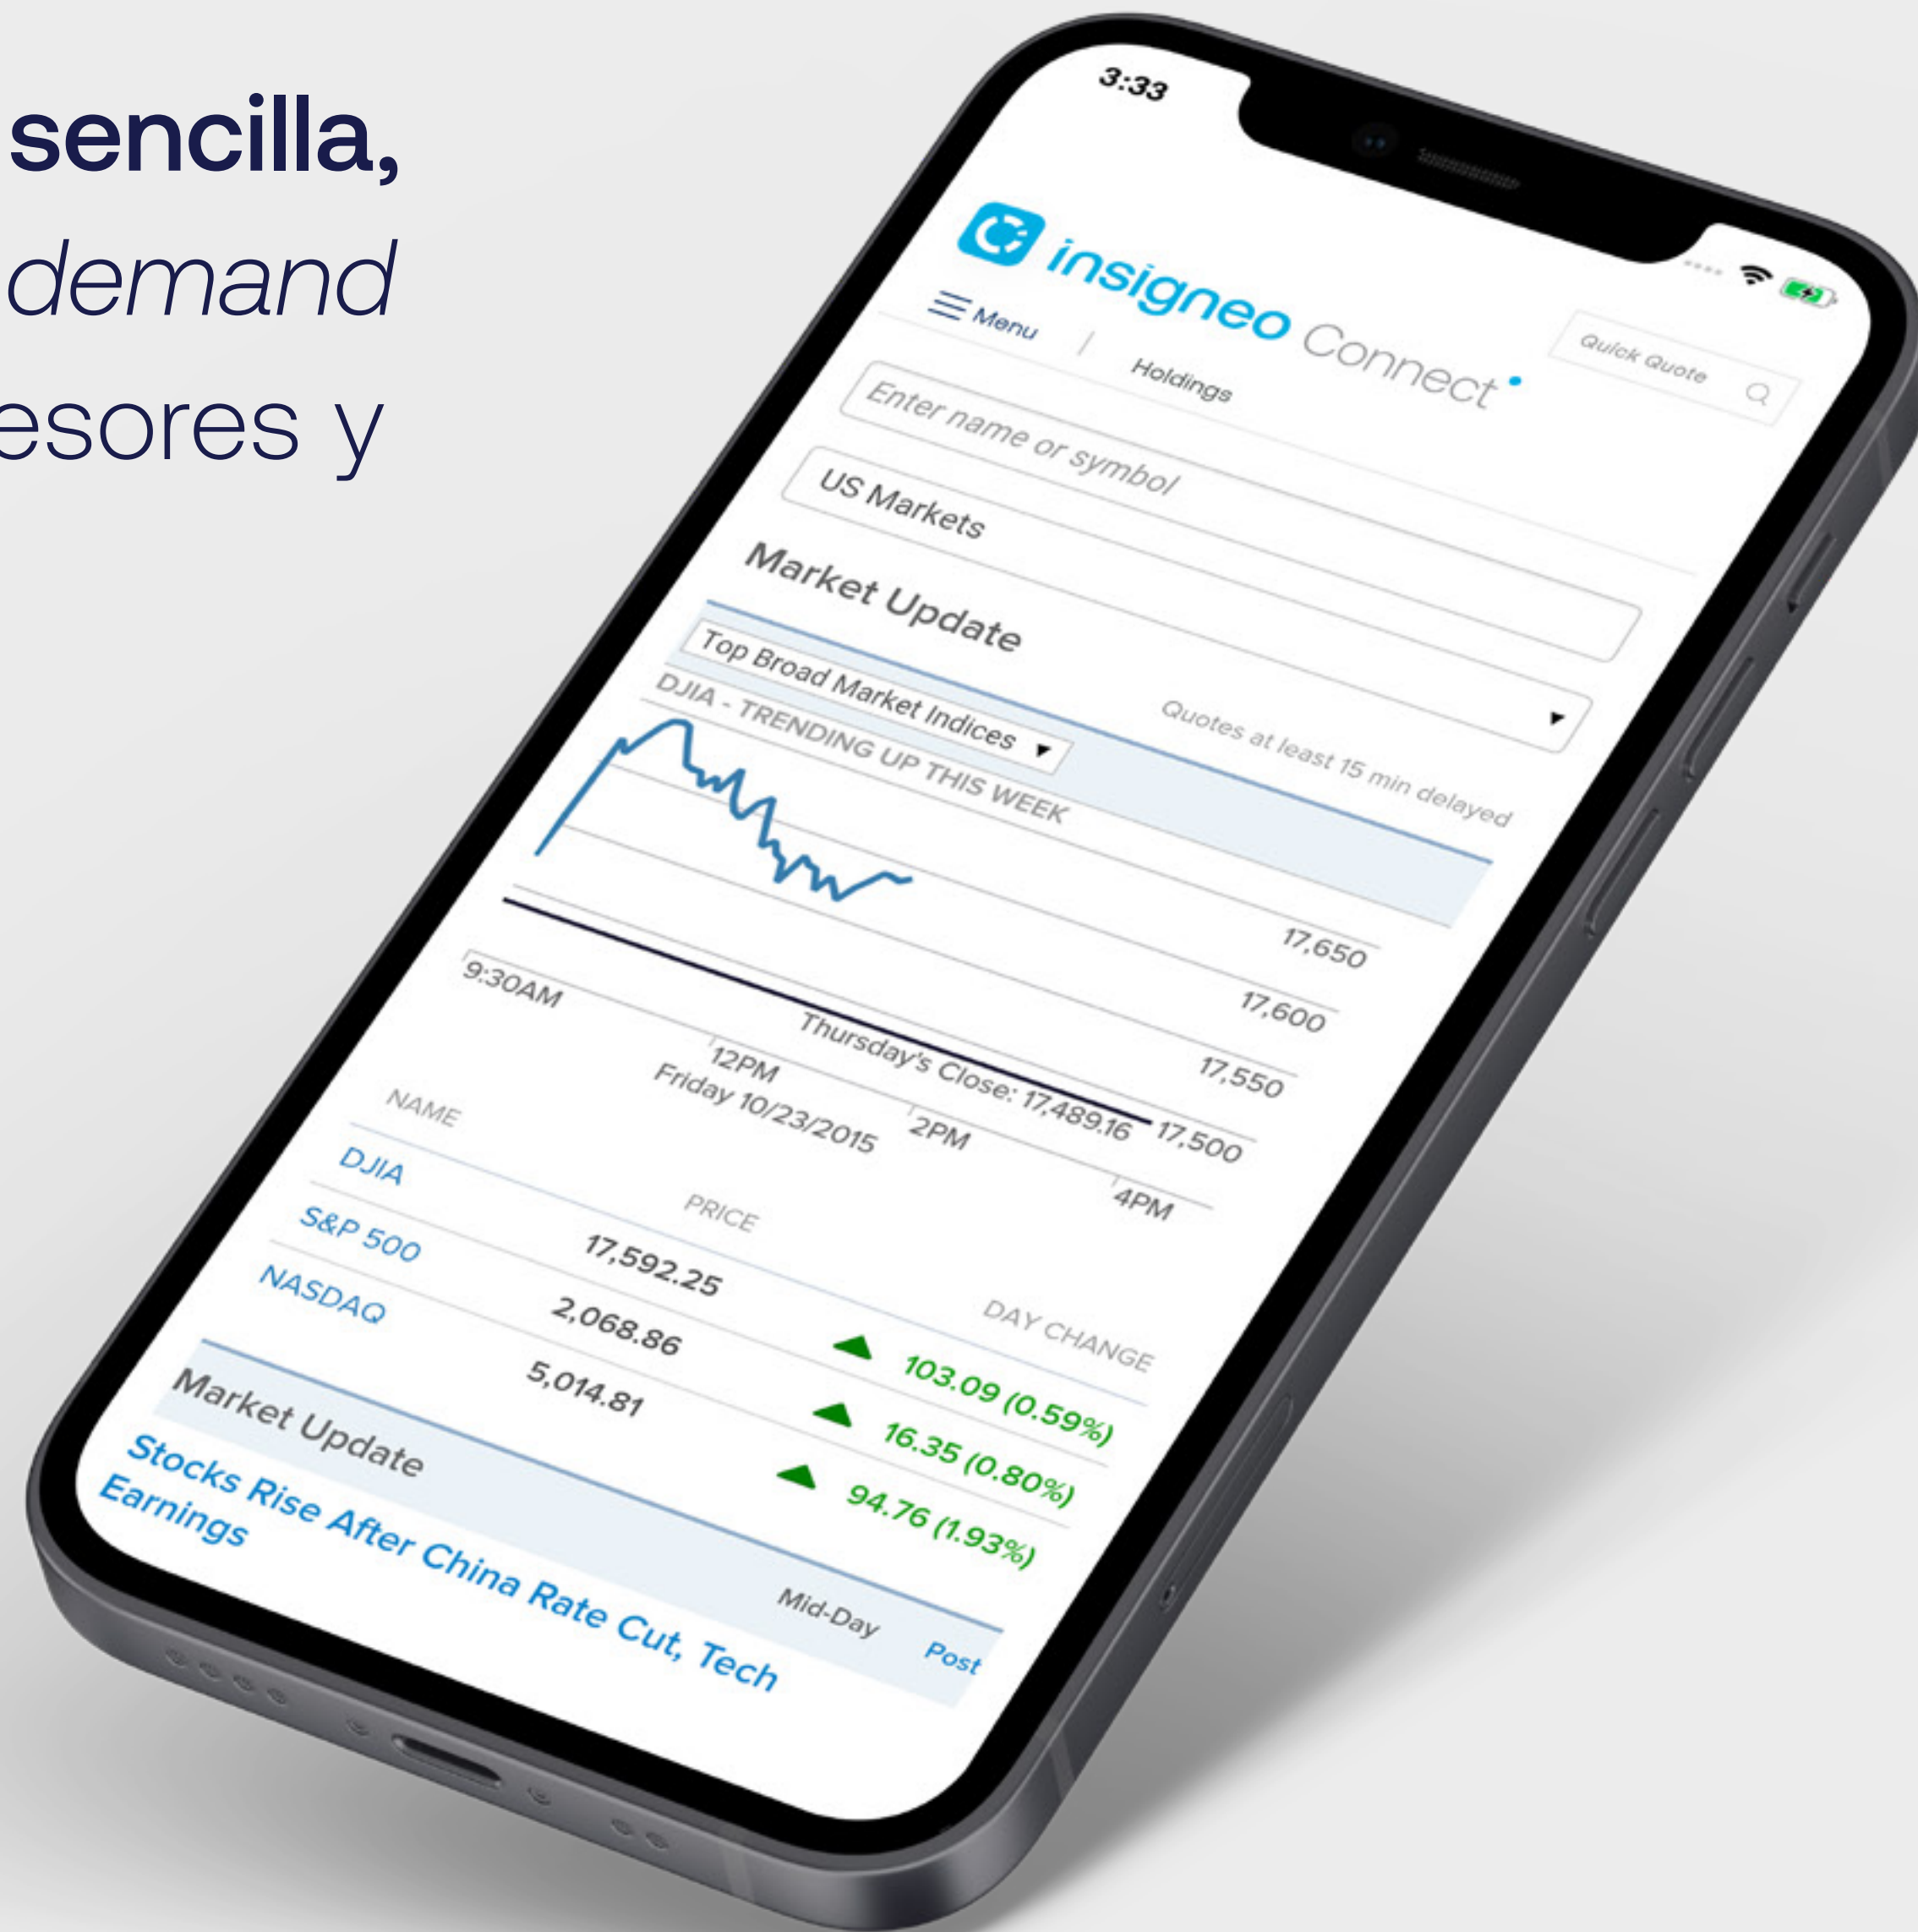 sencilla,
demand
esores y
3:33
insigneo Connect
Quick Quote
Menu | Holdings
Enter name or symbol
US Markets
Market Update
Quotes at least 15 min delayed
Top Broad Market Indices
DJIA - TRENDING UP THIS WEEK
17,650
17,600
17,550
17,500
Thursday's Close: 17,489.16
9:30AM 12PM 2PM 4PM
Friday 10/23/2015
NAME PRICE DAY CHANGE
DJIA 17,592.25 103.09 (0.59%)
S&P 500 2,068.86 16.35 (0.80%)
NASDAQ 5,014.81 94.76 (1.93%)
Market Update Mid-Day Post
Stocks Rise After China Rate Cut, Tech
Earnings